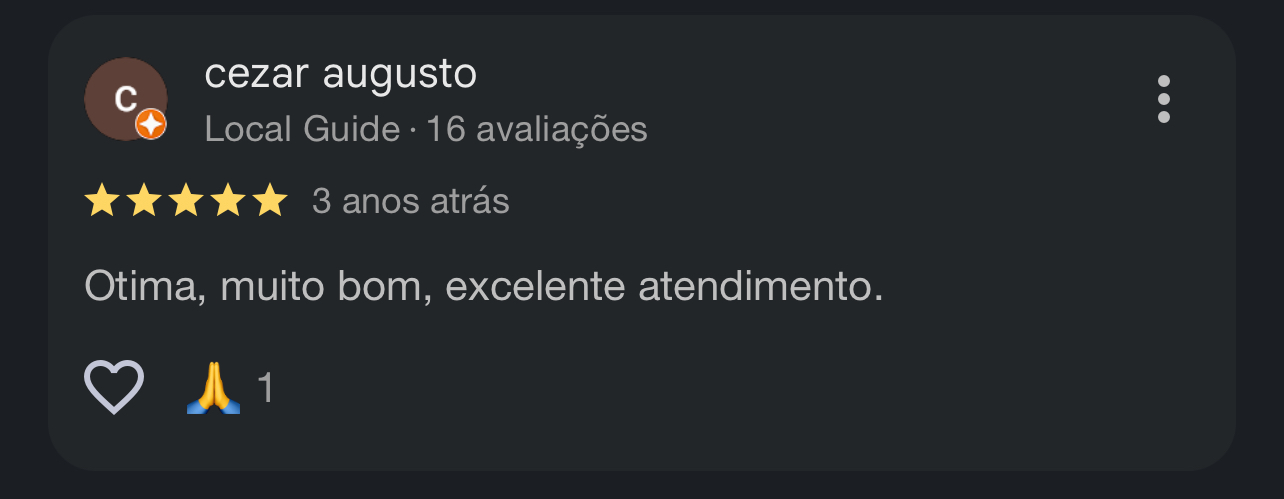 C
cezar augusto
Local Guide · 16 avaliações
3 anos atrás
Otima, muito bom, excelente atendimento.
1